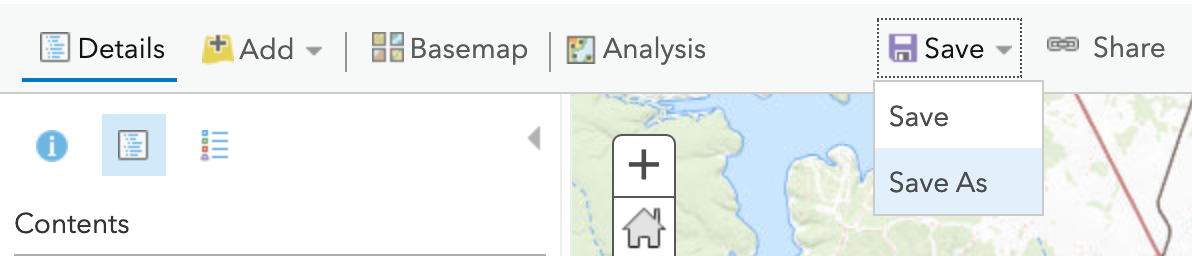 Details Add Basemap Analysis Save Share
Save
Save As
Contents